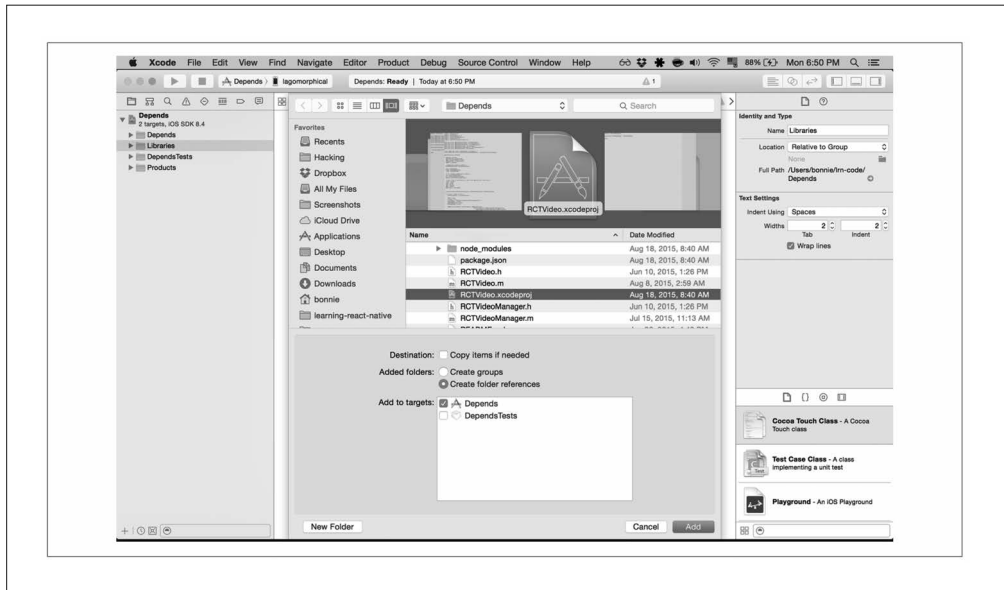 Xcode File Edit View Find Navigate Editor Product Debug Source Control Window Help 88% Mon 6:50 PM
Depends lagomorphical Depends: Ready | Today at 6:50 PM 1
Depends
2 targets, iOS SDK 8.4
Depends
Libraries
DependsTests
Products
Depends
Search
Favorites
Recents
Hacking
Dropbox
All My Files
Screenshots
iCloud Drive
Applications
Desktop
Documents
Downloads
bonnie
learning-react-native
RCTVideo.xcodeproj
Name Date Modified
node_modules Aug 18, 2015, 8:40 AM
package.json Aug 18, 2015, 8:40 AM
RCTVideo.h Jun 10, 2015, 1:26 PM
RCTVideo.m Aug 8, 2015, 2:59 AM
RCTVideo.xcodeproj Aug 18, 2015, 8:40 AM
RCTVideoManager.h Jun 10, 2015, 1:26 PM
RCTVideoManager.m Jul 15, 2015, 11:13 AM
Destination: Copy items if needed
Added folders: Create groups
Create folder references
Add to targets: Depends
DependsTests
New Folder
Cancel
Add
Identity and Type
Name Libraries
Location Relative to Group
None
Full Path /Users/bonnie/lrn-code/
Depends
Text Settings
Indent Using Spaces
Widths 2 2
Tab Indent
Wrap lines
Cocoa Touch Class - A Cocoa
Touch class
Test Case Class - A class
implementing a unit test
Playground - An iOS Playground